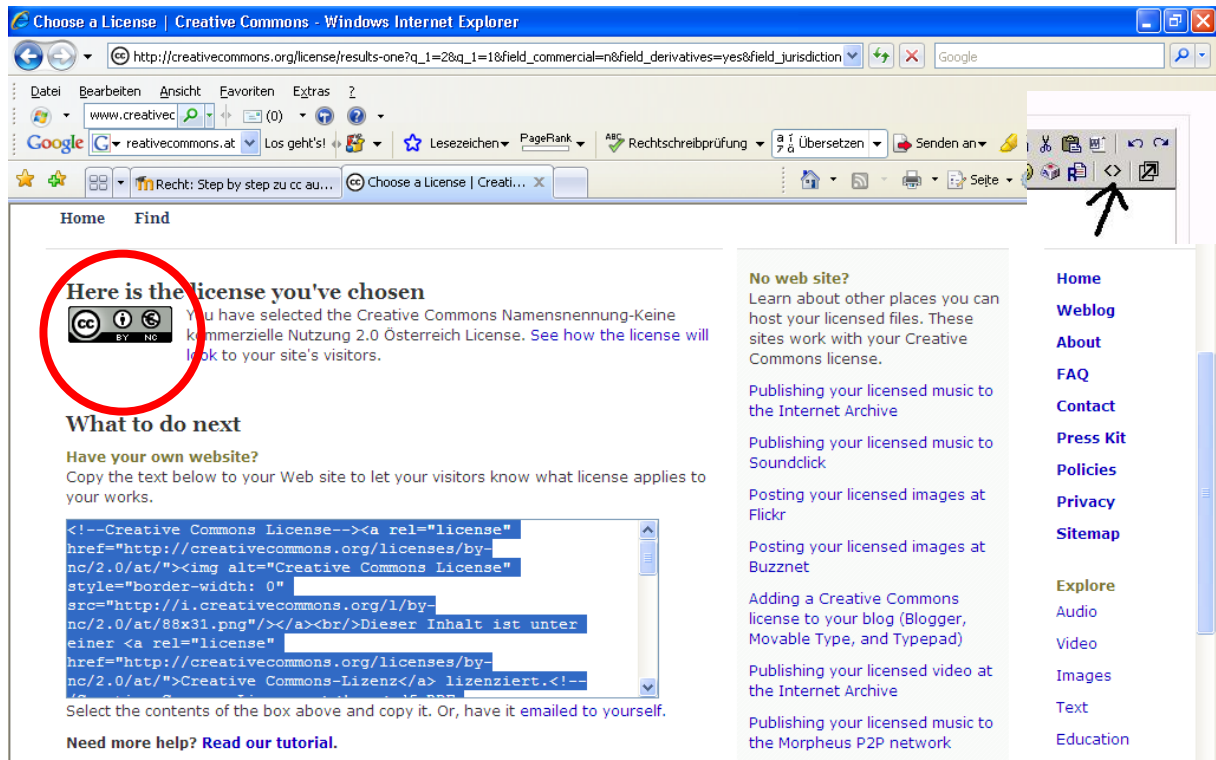 Choose a License | Creative Commons - Windows Internet Explorer
http://creativecommons.org/license/results-one?q_1=2&q_1=1&field_commercial=n&field_derivatives=yes&field_jurisdiction
Google
Datei Bearbeiten Ansicht Favoriten Extras ?
www.creativec (0)
Google reativecommons.at Los geht's! Lesezeichen PageRank Rechtschreibprüfung Übersetzen Senden an
Recht: Step by step zu cc au... Choose a License | Creati... Seite
Home Find
Here is the license you've chosen
cc BY NC
You have selected the Creative Commons Namensnennung-Keine
kommerzielle Nutzung 2.0 Österreich License. See how the license will
look to your site's visitors.
What to do next
Have your own website?
Copy the text below to your Web site to let your visitors know what license applies to
your works.
<!--Creative Commons License--><a rel="license"
href="http://creativecommons.org/licenses/by-
nc/2.0/at/"><img alt="Creative Commons License"
style="border-width: 0"
src="http://i.creativecommons.org/l/by-
nc/2.0/at/88x31.png"/></a><br/>Dieser Inhalt ist unter
einer <a rel="license"
href="http://creativecommons.org/licenses/by-
nc/2.0/at/">Creative Commons-Lizenz</a> lizenziert.<!--
Select the contents of the box above and copy it. Or, have it emailed to yourself.
Need more help? Read our tutorial.
No web site?
Learn about other places you can
host your licensed files. These
sites work with your Creative
Commons license.
Publishing your licensed music to
the Internet Archive
Publishing your licensed music to
Soundclick
Posting your licensed images at
Flickr
Posting your licensed images at
Buzznet
Adding a Creative Commons
license to your blog (Blogger,
Movable Type, and Typepad)
Publishing your licensed video at
the Internet Archive
Publishing your licensed music to
the Morpheus P2P network
Home
Weblog
About
FAQ
Contact
Press Kit
Policies
Privacy
Sitemap
Explore
Audio
Video
Images
Text
Education